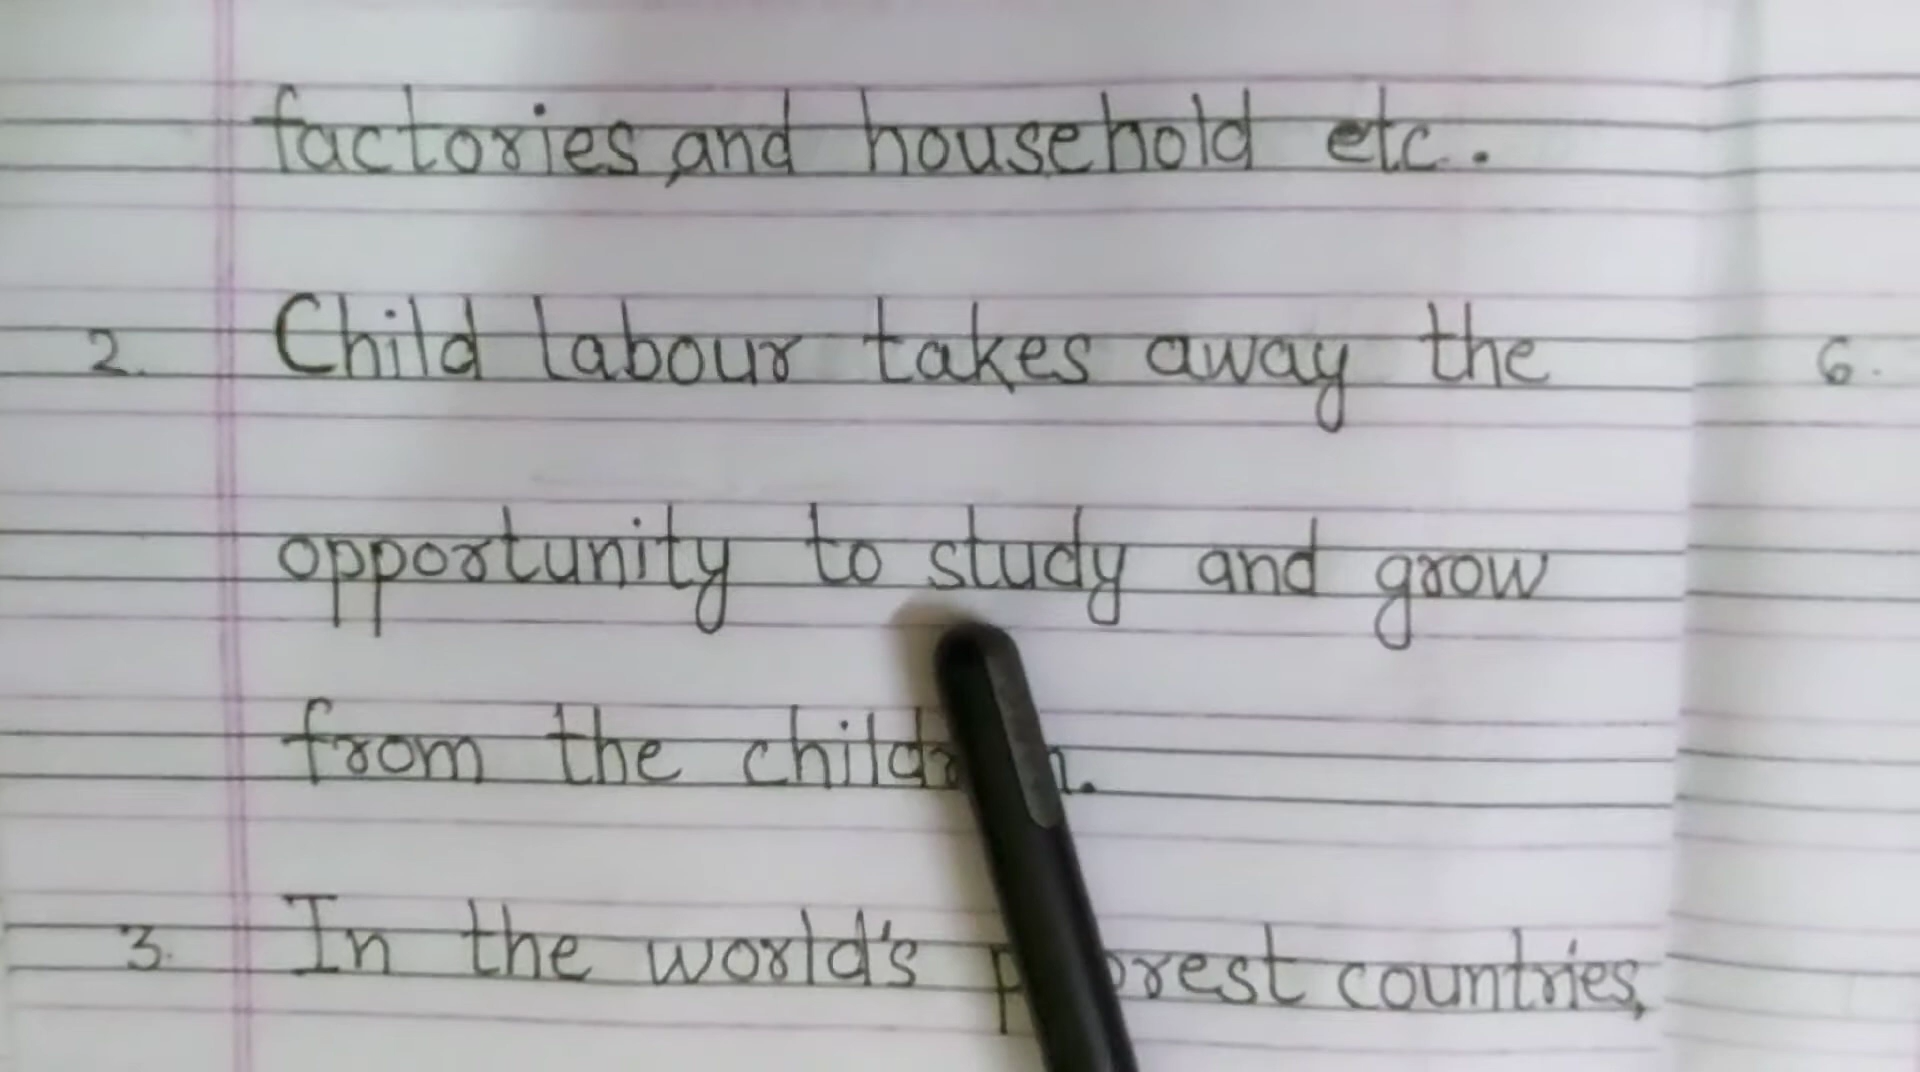 factories, and household etc.
2. Child labour takes away the
opportunity to study and grow
from the
3. In the world's countries,
6.